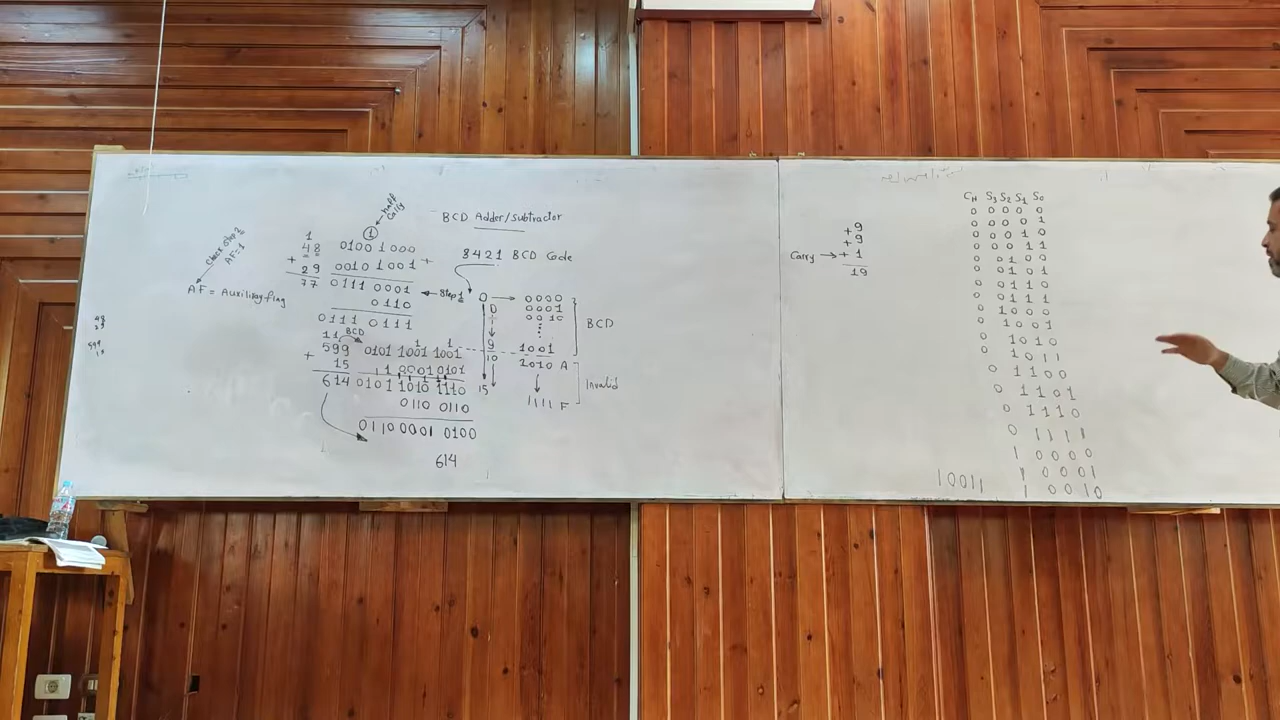 BCD Adder/Subtractor
8421 BCD Code
1 Half Carry
1
48 0100 1000
+ 29 0010 1001 +
77 0111 0001 ← Step 1
0110
0111 0111
Check Step 2
AF=1
AF = Auxiliary flag
11 BCD
599 0101 1001 1001
+ 15 1 0001 0101
614 0101 1010 1110
0110 0110
0110 0001 0100
614
0 → 0000
0001
0010
9 1001
BCD
10 1010 A
15 1111 F
Invalid
48
599
+9
+9
Carry → + 1
19
CN S3 S2 S1 S0
0 0 0 0 0
0 0 0 0 1
0 0 0 1 0
0 0 0 1 1
0 0 1 0 0
0 0 1 0 1
0 0 1 1 0
0 0 1 1 1
0 1 0 0 0
0 1 0 0 1
0 1 0 1 0
0 1 0 1 1
0 1 1 0 0
0 1 1 0 1
0 1 1 1 0
0 1 1 1 1
1 0 0 0 0
1 0 0 0 1
10011 1 0 0 1 0